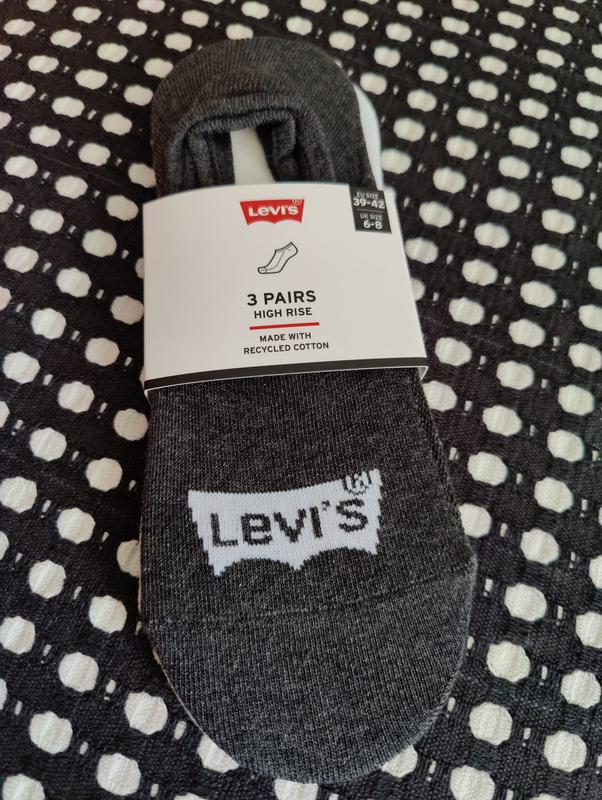 Levi's®
EU SIZE
39-42
UK SIZE
6-8
3 PAIRS
HIGH RISE
MADE WITH
RECYCLED COTTON
Levi's®